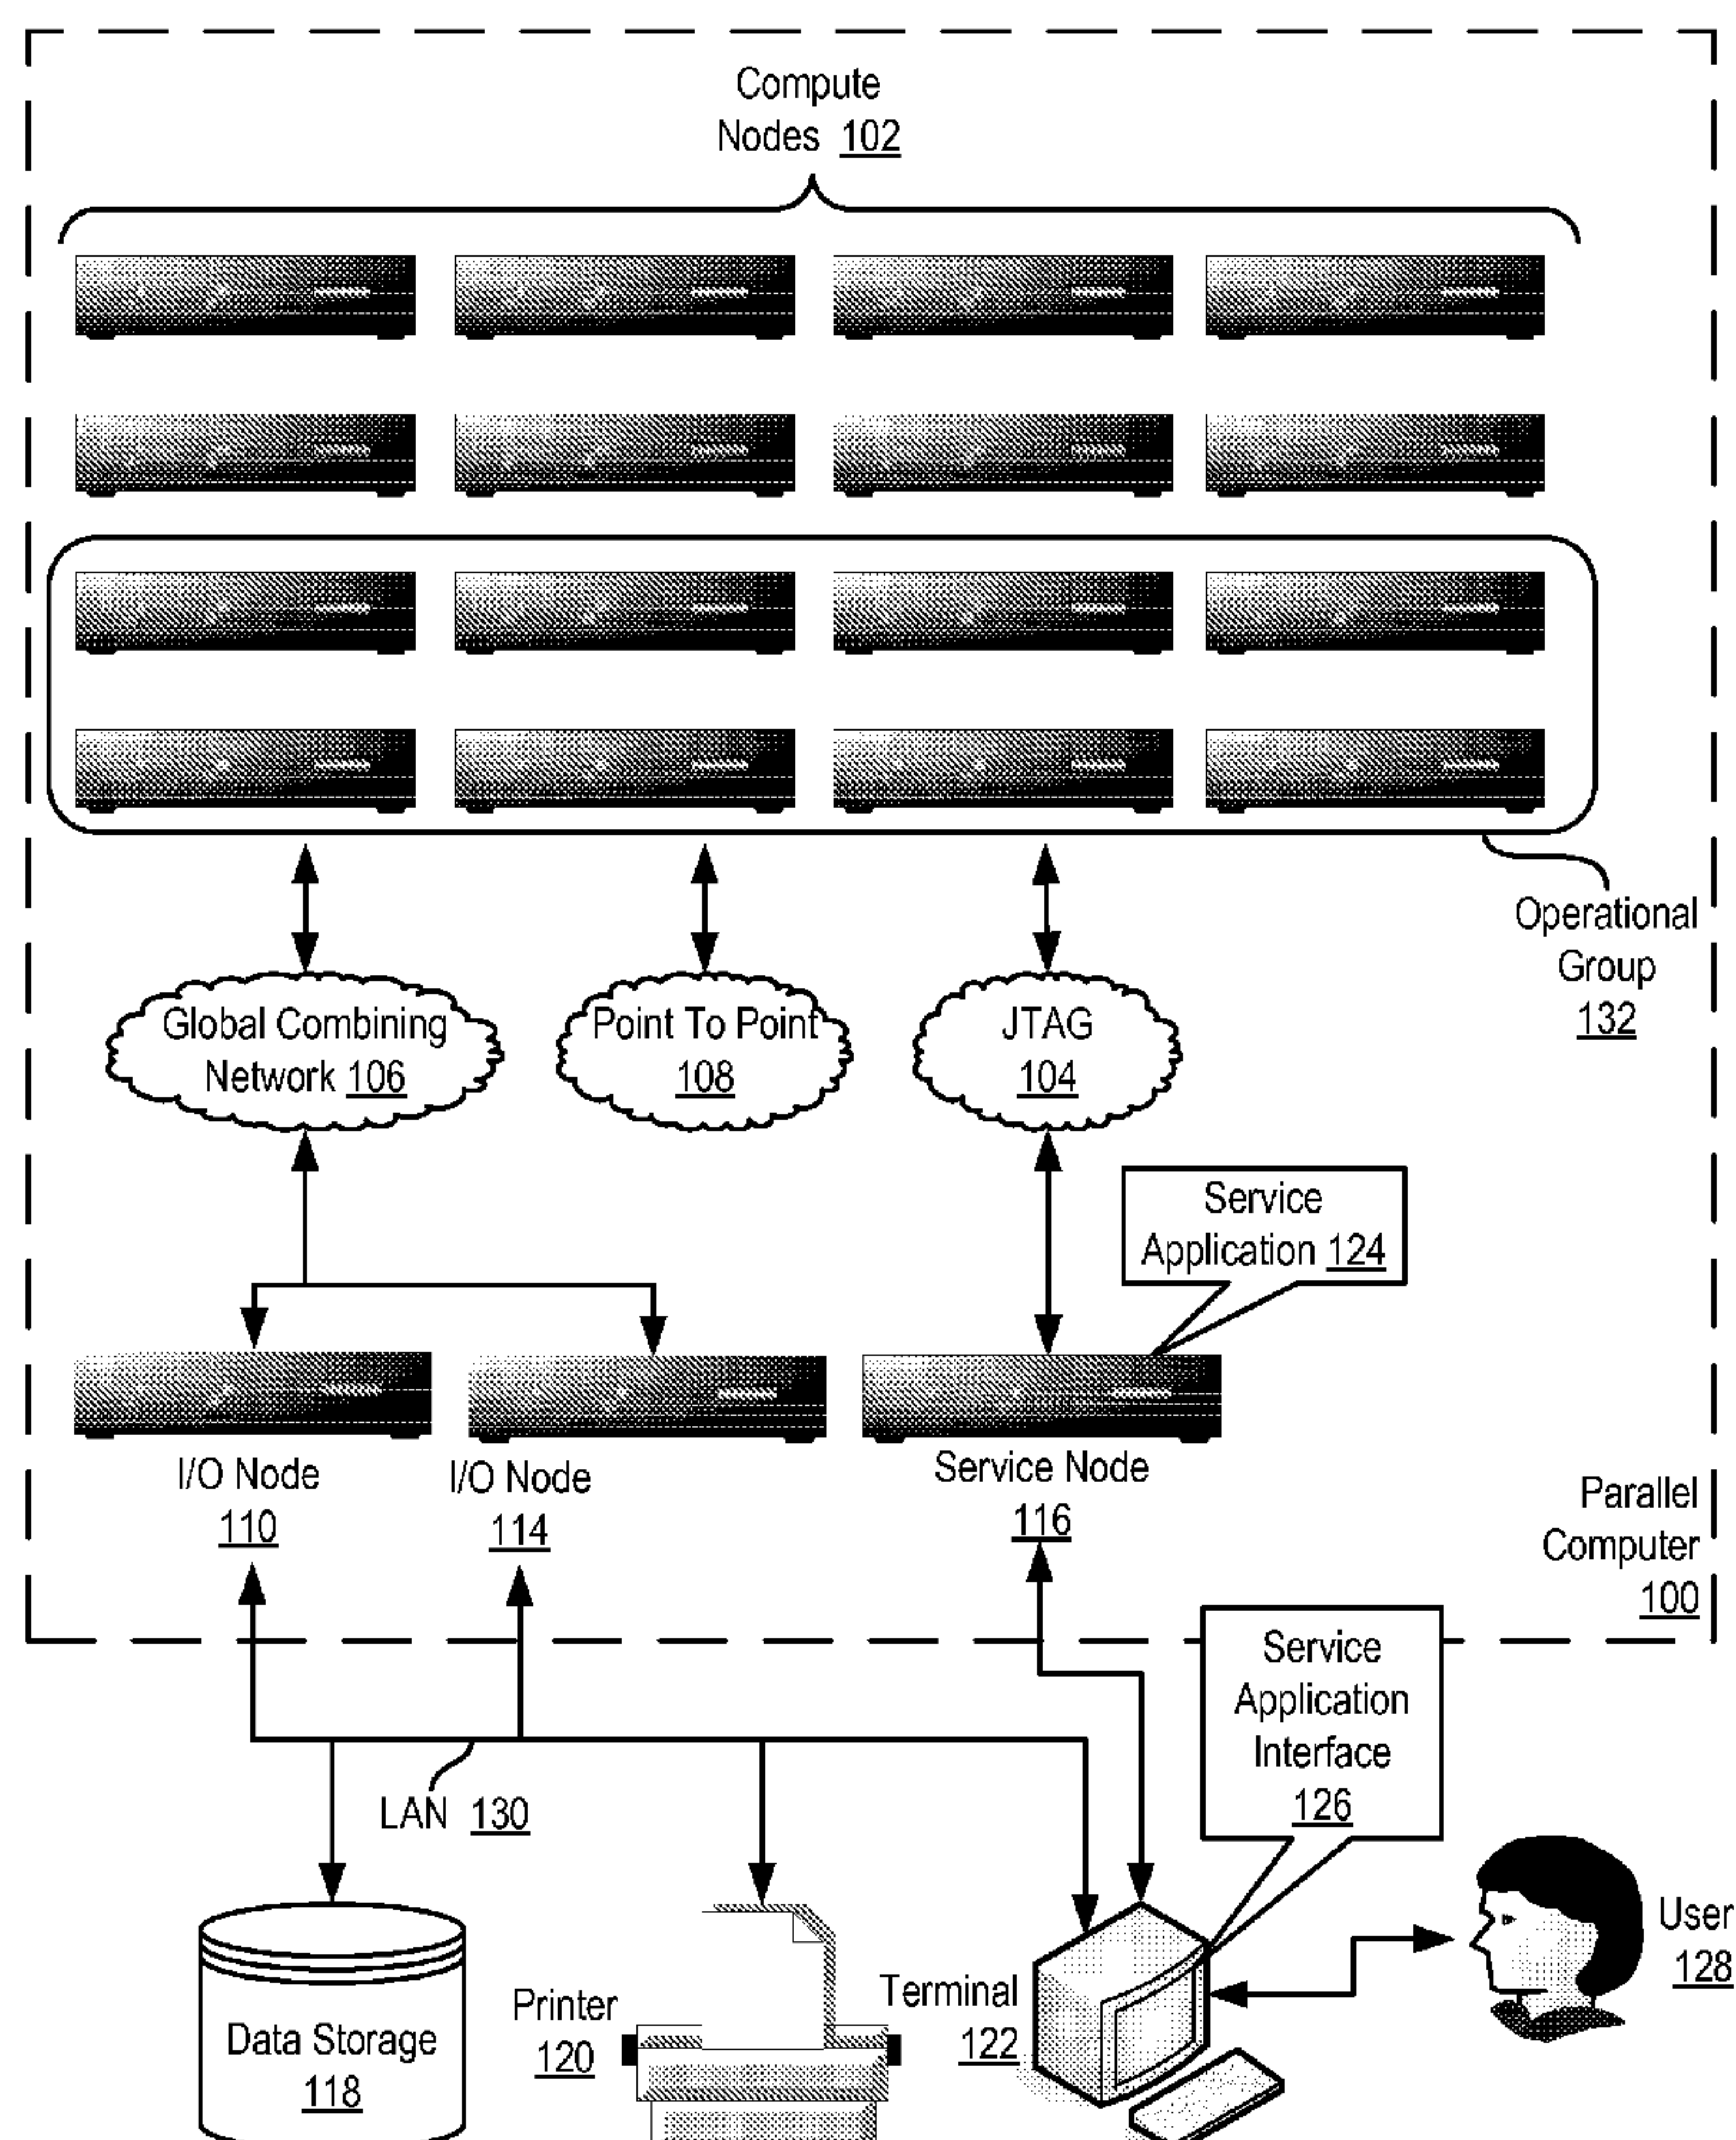 Compute
Nodes 102
Operational
Group
132
Global Combining
Network 106
Point To Point
108
JTAG
104
Service
Application 124
I/O Node
110
I/O Node
114
Service Node
116
Parallel
Computer
100
Service
Application
Interface
126
LAN 130
Data Storage
118
Printer
120
Terminal
122
User
128